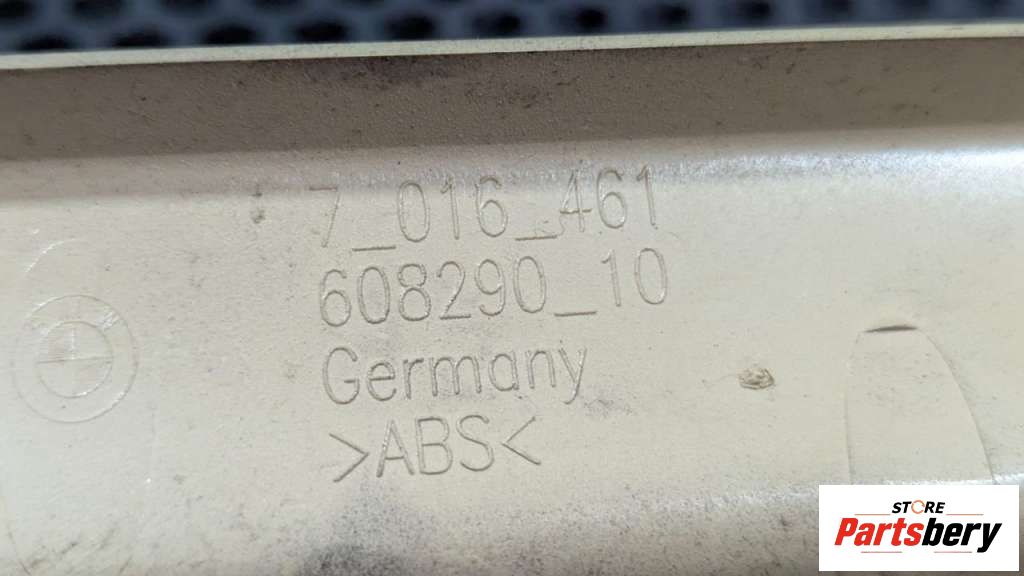 7_016_461
608290_10
Germany
>ABS<
STORE
Partsbery